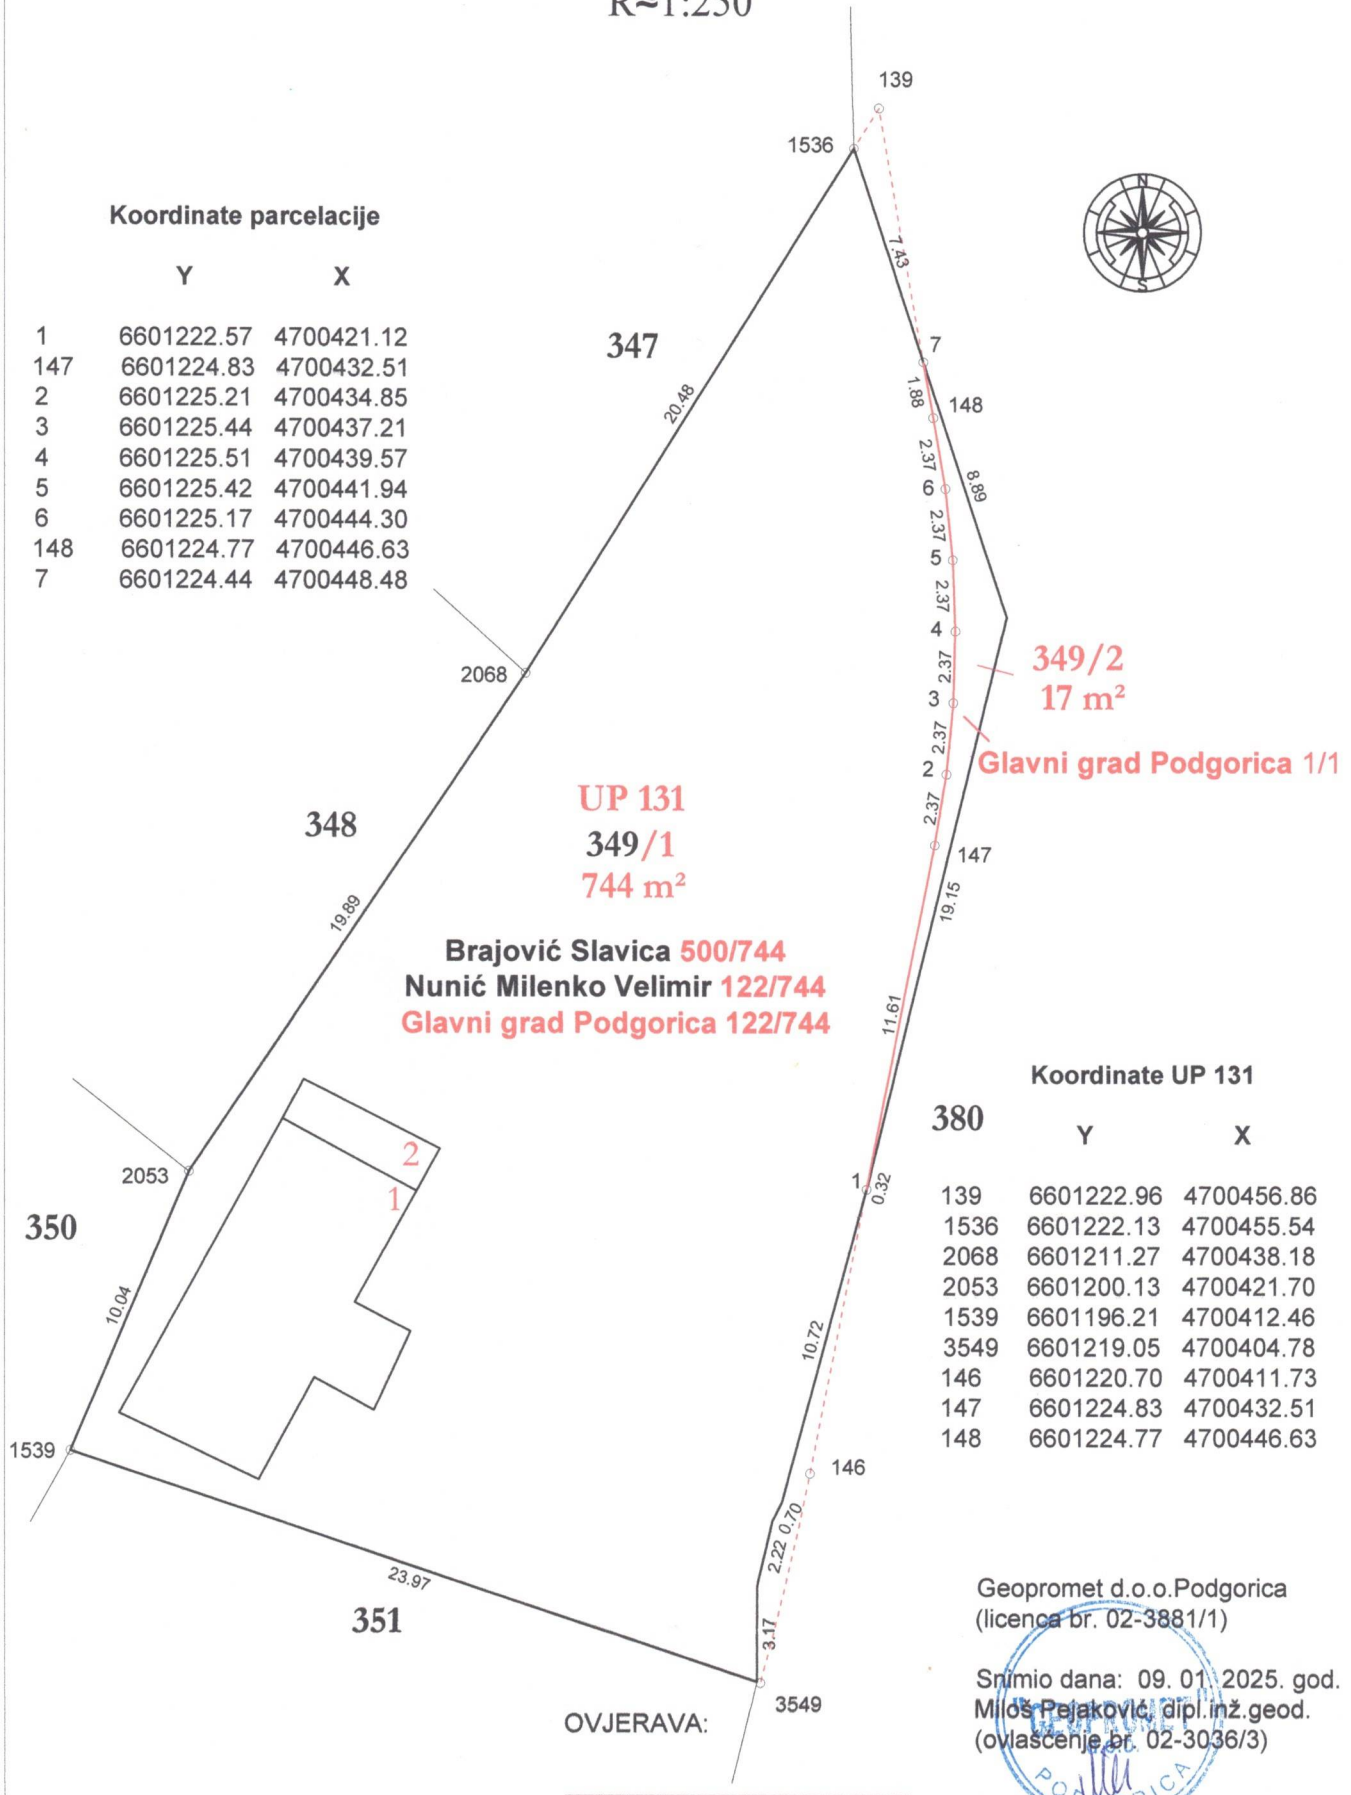 R≈1:250
139
1536
Koordinate parcelacije
Y X
1 6601222.57 4700421.12
147 6601224.83 4700432.51
2 6601225.21 4700434.85
3 6601225.44 4700437.21
4 6601225.51 4700439.57
5 6601225.42 4700441.94
6 6601225.17 4700444.30
148 6601224.77 4700446.63
7 6601224.44 4700448.48
N
S
7.43
347
7
20.48
1.88
148
2.37
8.89
6
2.37
5
2.37
4
2.37
3
2.37
2
2.37
147
349/2
17 m²
Glavni grad Podgorica 1/1
2068
348
19.89
UP 131
349/1
744 m²
Brajović Slavica 500/744
Nunić Milenko Velimir 122/744
Glavni grad Podgorica 122/744
19.15
11.61
2
1
2053
350
10.04
1
0.32
380
Koordinate UP 131
Y X
139 6601222.96 4700456.86
1536 6601222.13 4700455.54
2068 6601211.27 4700438.18
2053 6601200.13 4700421.70
1539 6601196.21 4700412.46
3549 6601219.05 4700404.78
146 6601220.70 4700411.73
147 6601224.83 4700432.51
148 6601224.77 4700446.63
10.72
1539
146
0.70
2.22
23.97
351
3.17
3549
OVJERAVA:
Geopromet d.o.o.Podgorica
(licenca br. 02-3881/1)
Snimio dana: 09. 01. 2025. god.
Miloš Pejaković, dipl.inž.geod.
(ovlašćenje br. 02-3036/3)
"GEOPROMET"
d.o.o.